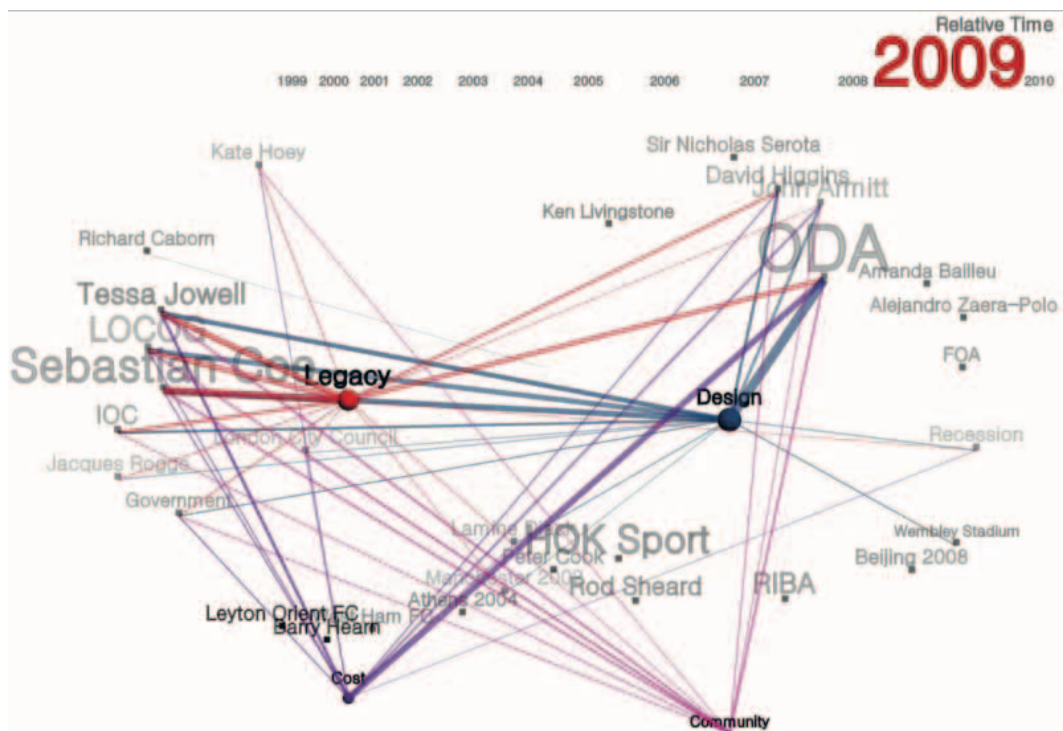 Relative Time
1999 2000 2001 2002 2003 2004 2005 2006 2007 2008 2009 2010
Kate Hoey
Sir Nicholas Serota
David Higgins
John Armitt
Ken Livingstone
Richard Caborn
ODA
Amanda Bailleu
Tessa Jowell
Alejandro Zaera-Polo
LOCOG
Sebastian Coe
FOA
Legacy
Design
IOC
London City Council
Recession
Jacques Rogge
Government
Lamine
HOK Sport
Wembley Stadium
Peter Cook
Beijing 2008
Manchester
Rod Sheard
RIBA
Athens 2004
Leyton Orient FC
Ham FC
Barry Hearn
Cost
Community